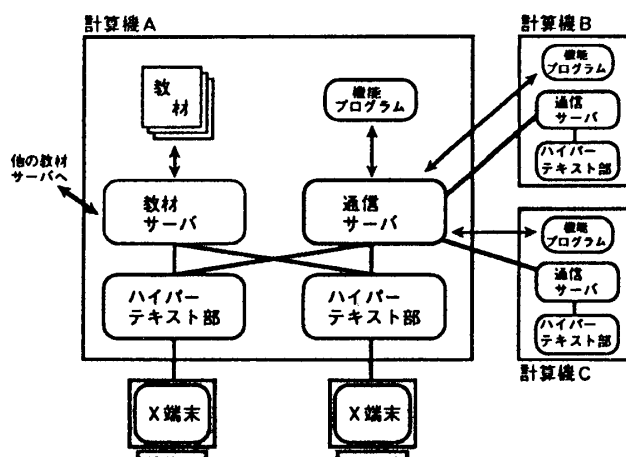 計算機A
教
材
機能
プログラム
他の教材
サーバへ
教材
サーバ
通信
サーバ
ハイパー
テキスト部
ハイパー
テキスト部
X端末
X端末
計算機B
機能
プログラム
通信
サーバ
ハイパー
テキスト部
機能
プログラム
通信
サーバ
ハイパー
テキスト部
計算機C